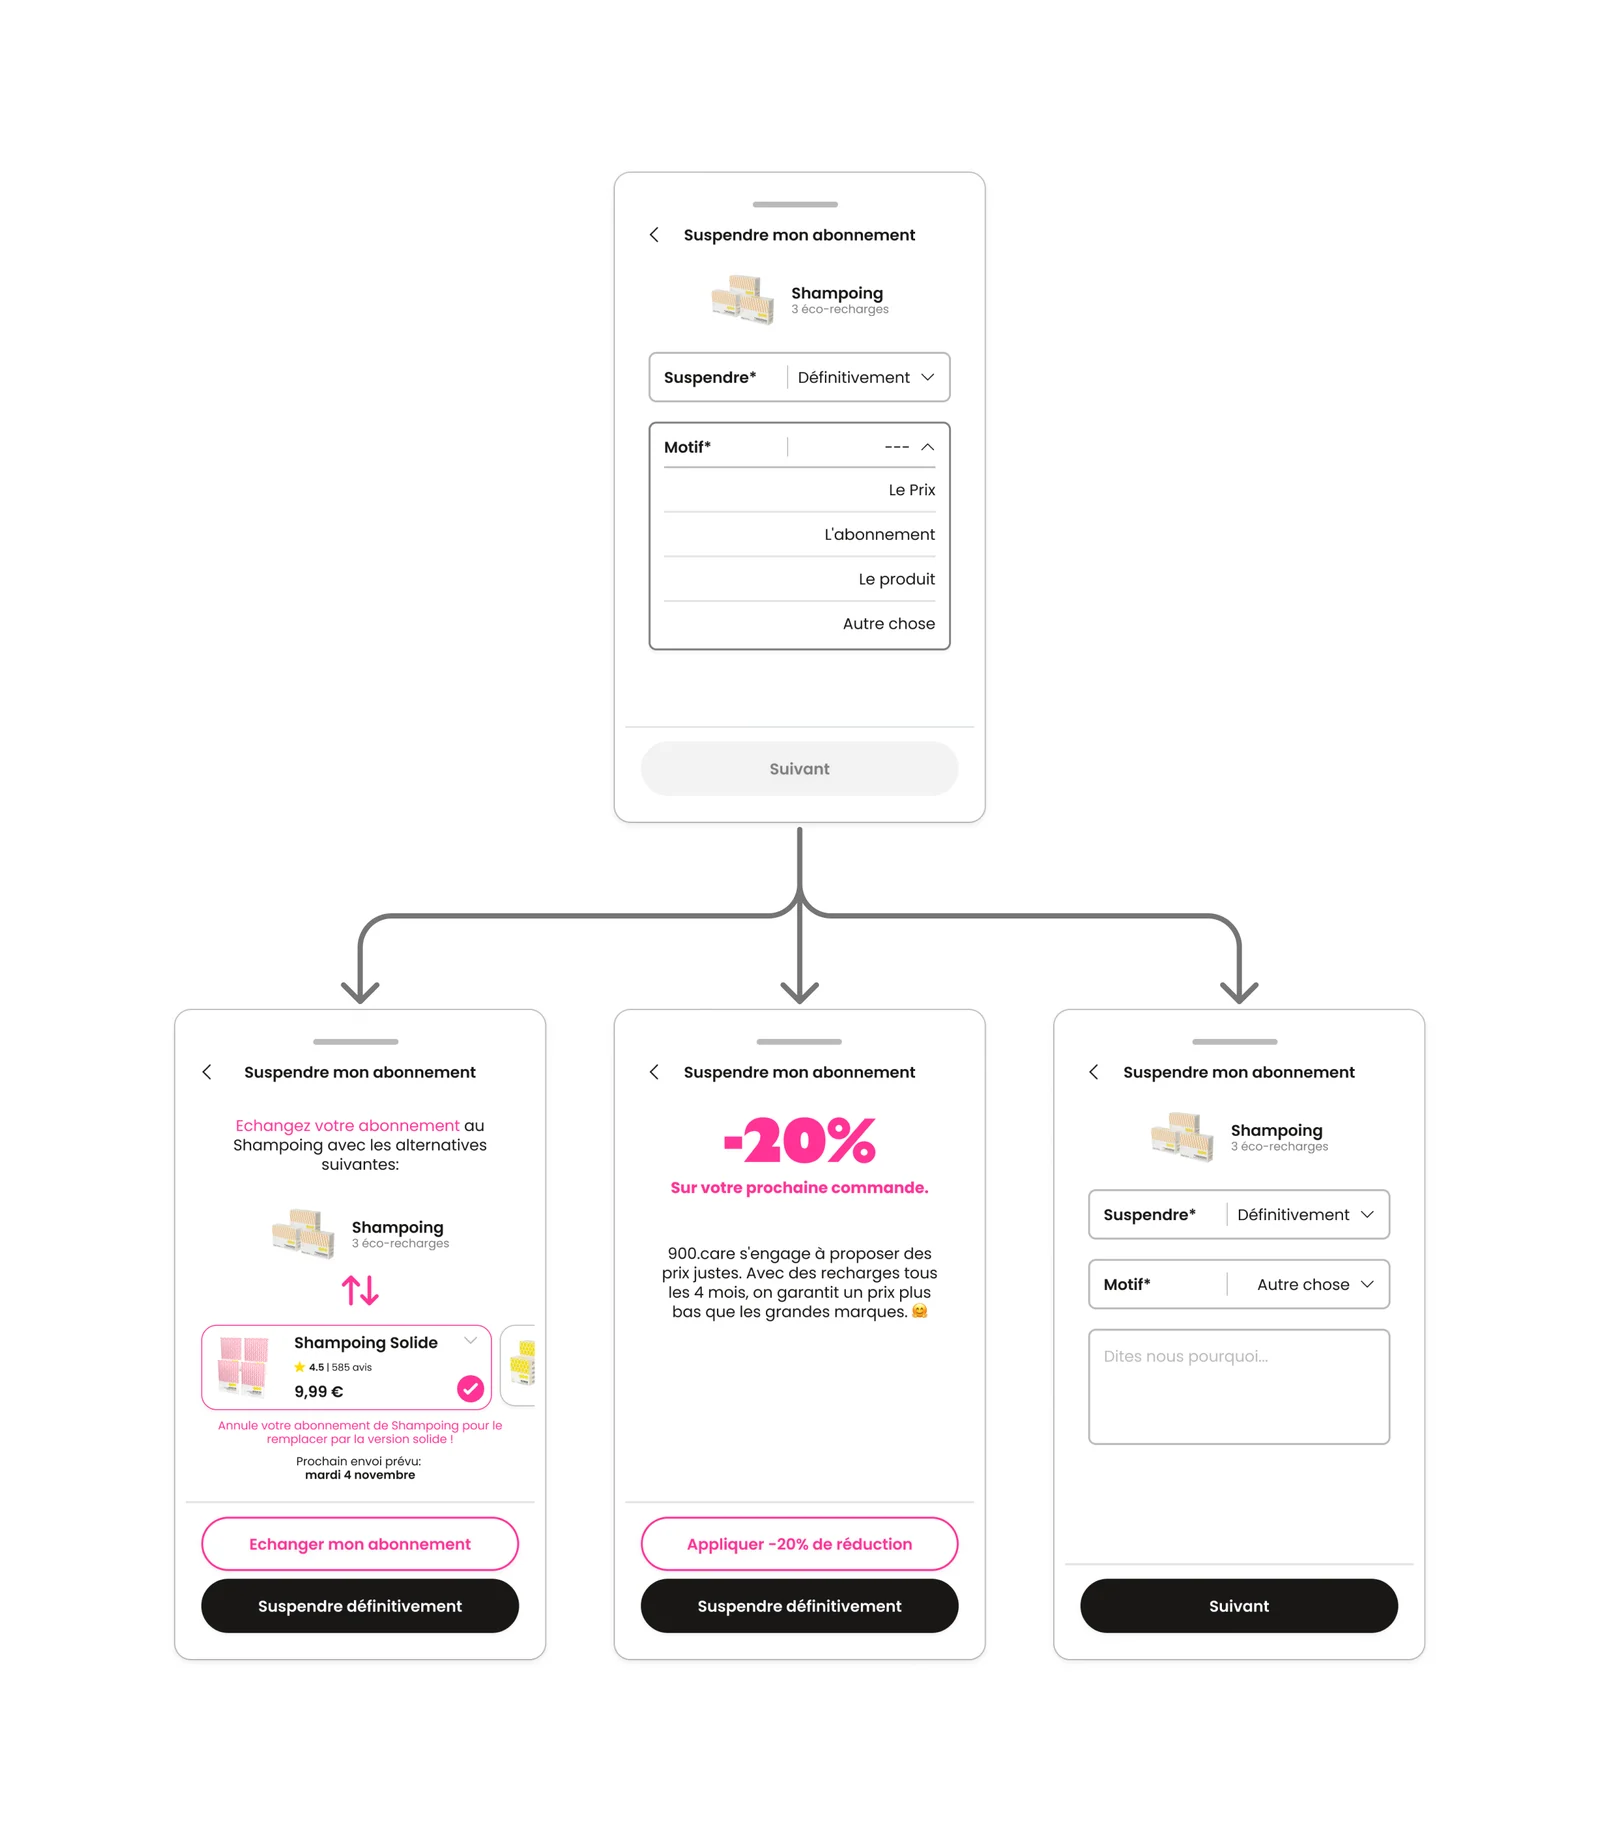 Suspendre mon abonnement
Shampoing
3 éco-recharges
Suspendre* Définitivement
Motif* ---
Le Prix
L'abonnement
Le produit
Autre chose
Suivant
Suspendre mon abonnement
Echangez votre abonnement au
Shampoing avec les alternatives
suivantes:
Shampoing
3 éco-recharges
Shampoing Solide
4.5 | 585 avis
9,99 €
Annule votre abonnement de Shampoing pour le
remplacer par la version solide !
Prochain envoi prévu:
mardi 4 novembre
Echanger mon abonnement
Suspendre définitivement
Suspendre mon abonnement
-20%
Sur votre prochaine commande.
900.care s'engage à proposer des
prix justes. Avec des recharges tous
les 4 mois, on garantit un prix plus
bas que les grandes marques. 🤗
Appliquer -20% de réduction
Suspendre définitivement
Suspendre mon abonnement
Shampoing
3 éco-recharges
Suspendre* Définitivement
Motif* Autre chose
Dites nous pourquoi...
Suivant